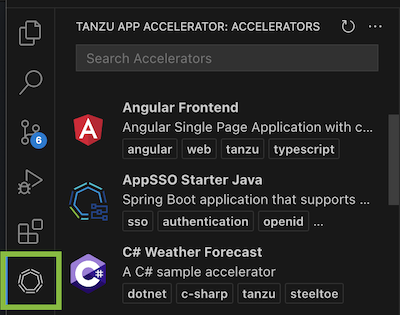 TANZU APP ACCELERATOR: ACCELERATORS
Search Accelerators
Angular Frontend
Angular Single Page Application with c...
angular web tanzu typescript
AppSSO Starter Java
Spring Boot application that supports ...
sso authentication openid ...
6
C# Weather Forecast
A C# sample accelerator
dotnet c-sharp tanzu steeltoe